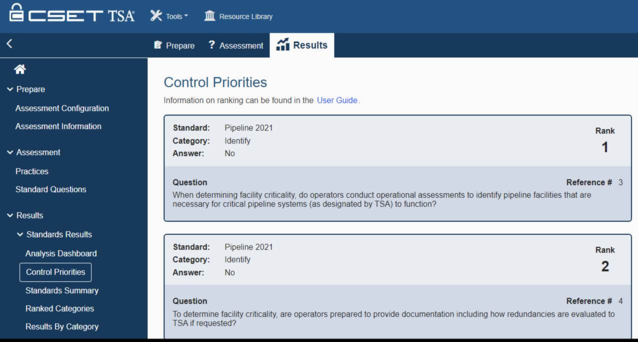 CSET TSA Tools Resource Library
Prepare ? Assessment Results
Prepare
Assessment Configuration
Assessment Information
Assessment
Practices
Standard Questions
Results
Standards Results
Analysis Dashboard
Control Priorities
Standards Summary
Ranked Categories
Results By Category
Control Priorities
Information on ranking can be found in the User Guide.
Standard: Pipeline 2021
Category: Identify
Answer: No
Rank
1
Question Reference # 3
When determining facility criticality, do operators conduct operational assessments to identify pipeline facilities that are
necessary for critical pipeline systems (as designated by TSA) to function?
Standard: Pipeline 2021
Category: Identify
Answer: No
Rank
2
Question Reference # 4
To determine facility criticality, are operators prepared to provide documentation including how redundancies are evaluated to
TSA if requested?